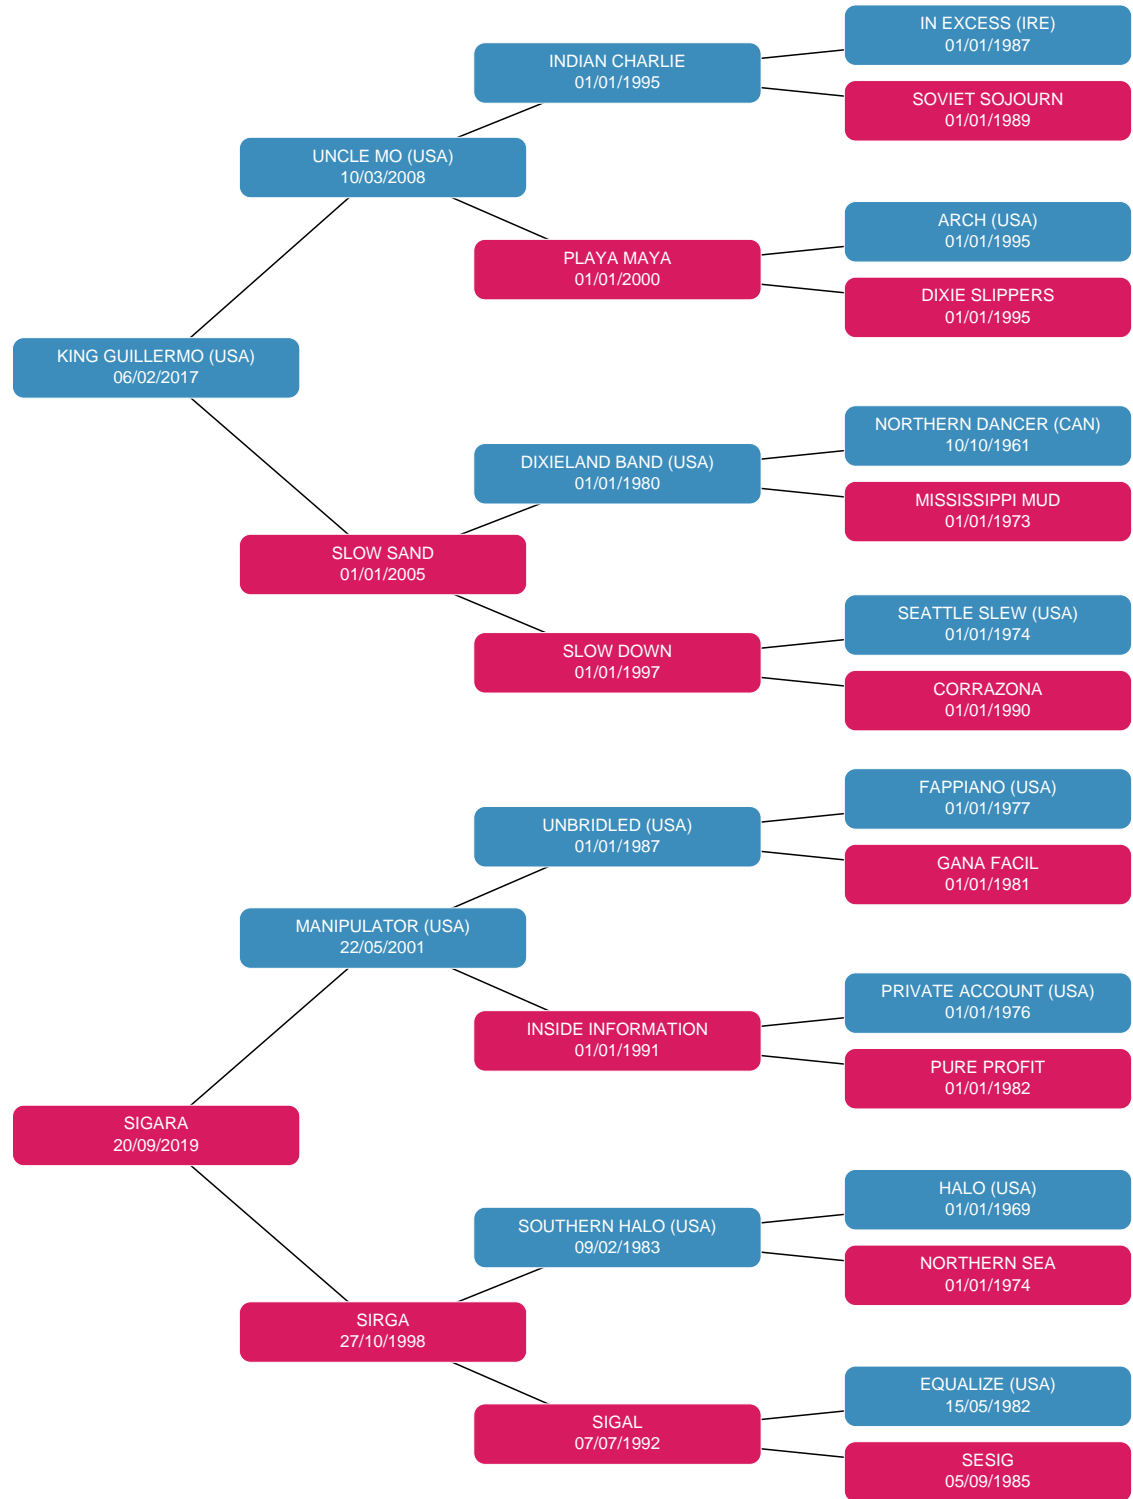 IN EXCESS (IRE)
01/01/1987
INDIAN CHARLIE
01/01/1995
SOVIET SOJOURN
01/01/1989
UNCLE MO (USA)
10/03/2008
ARCH (USA)
01/01/1995
PLAYA MAYA
01/01/2000
DIXIE SLIPPERS
01/01/1995
KING GUILLERMO (USA)
06/02/2017
NORTHERN DANCER (CAN)
10/10/1961
DIXIELAND BAND (USA)
01/01/1980
MISSISSIPPI MUD
01/01/1973
SLOW SAND
01/01/2005
SEATTLE SLEW (USA)
01/01/1974
SLOW DOWN
01/01/1997
CORRAZONA
01/01/1990
FAPPIANO (USA)
01/01/1977
UNBRIDLED (USA)
01/01/1987
GANA FACIL
01/01/1981
MANIPULATOR (USA)
22/05/2001
PRIVATE ACCOUNT (USA)
01/01/1976
INSIDE INFORMATION
01/01/1991
PURE PROFIT
01/01/1982
SIGARA
20/09/2019
HALO (USA)
01/01/1969
SOUTHERN HALO (USA)
09/02/1983
NORTHERN SEA
01/01/1974
SIRGA
27/10/1998
EQUALIZE (USA)
15/05/1982
SIGAL
07/07/1992
SESIG
05/09/1985